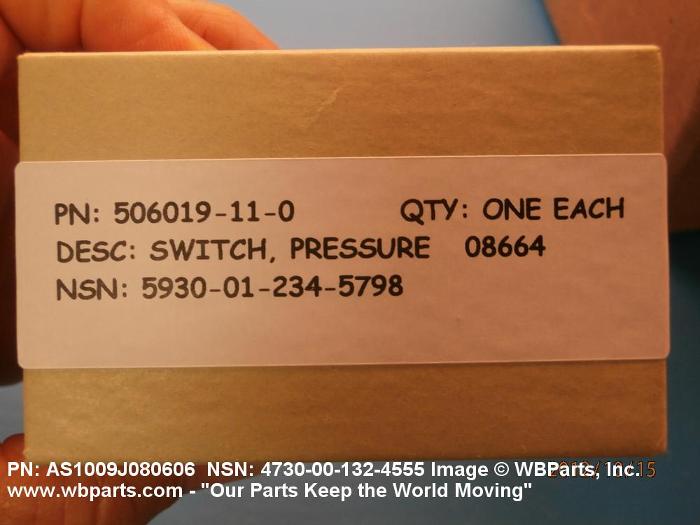 PN: 506019-11-0 QTY: ONE EACH
DESC: SWITCH, PRESSURE 08664
NSN: 5930-01-234-5798
PN: AS1009J080606 NSN: 4730-00-132-4555 Image © WBParts, Inc.
www.wbparts.com - "Our Parts Keep the World Moving"